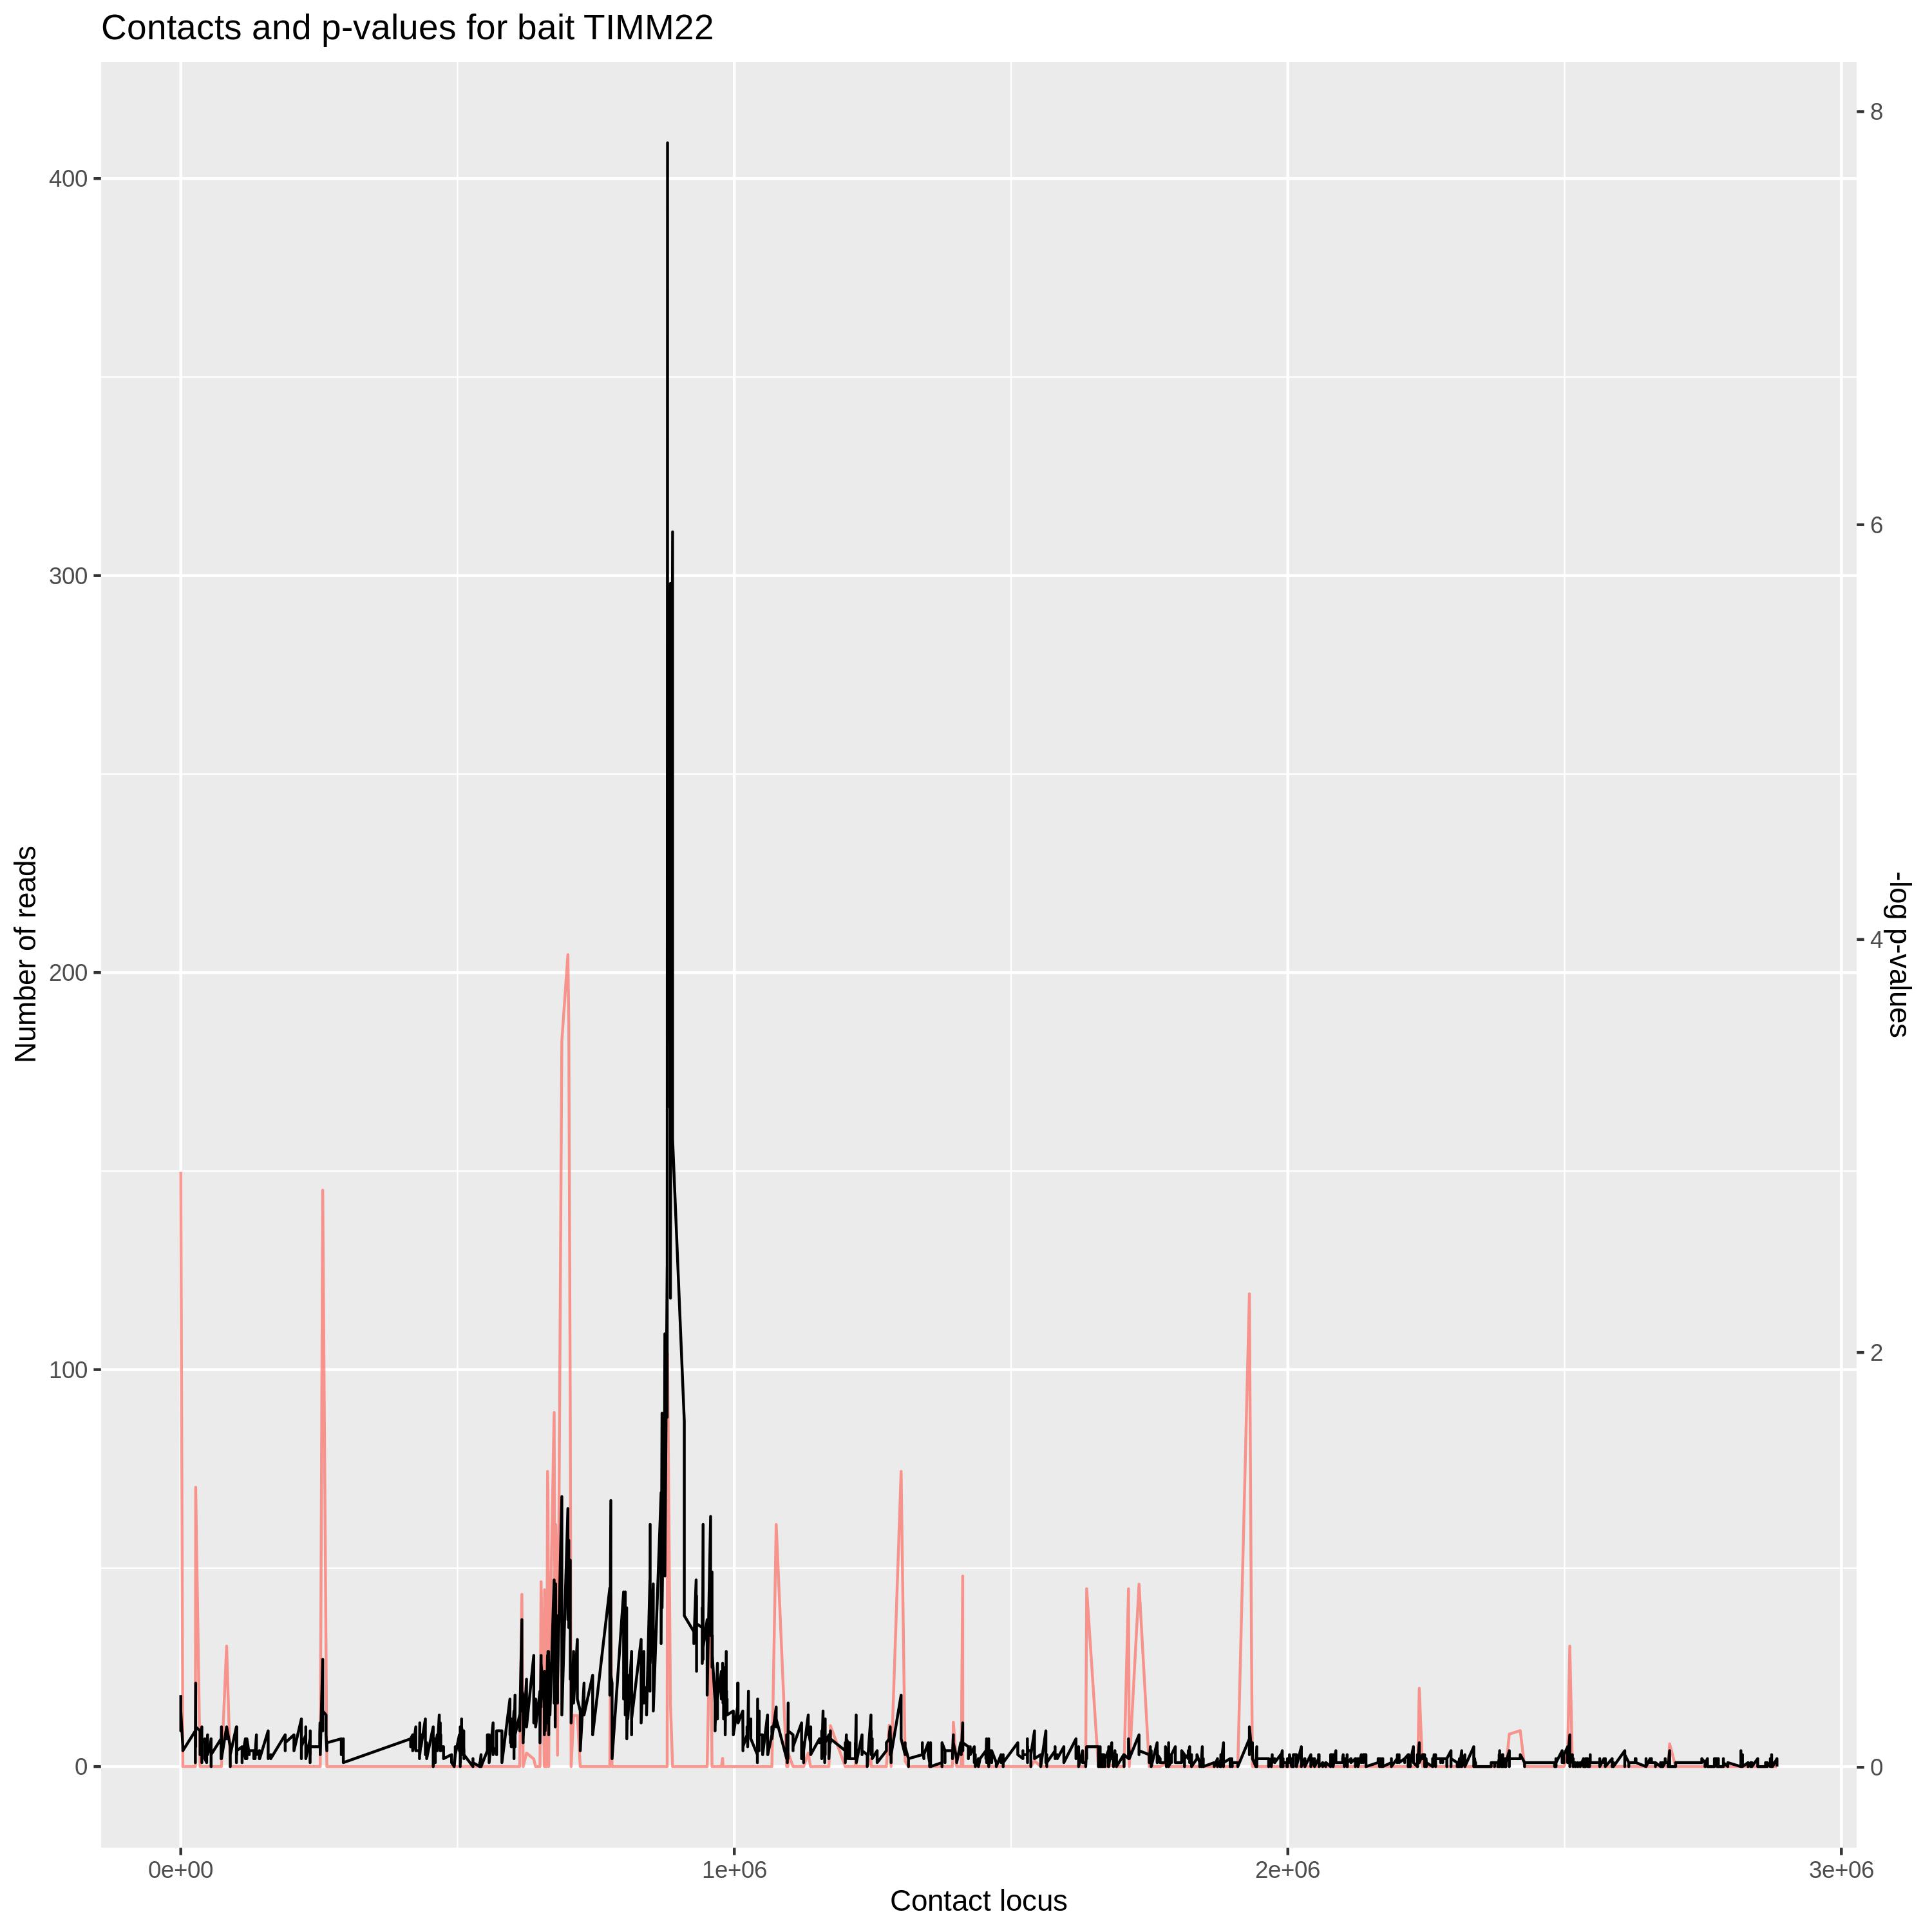 Contacts and p-values for bait TIMM22
400
300
200
100
0
8
6
4
2
0
Number of reads
-log p-values
0e+00 1e+06 2e+06 3e+06
Contact locus